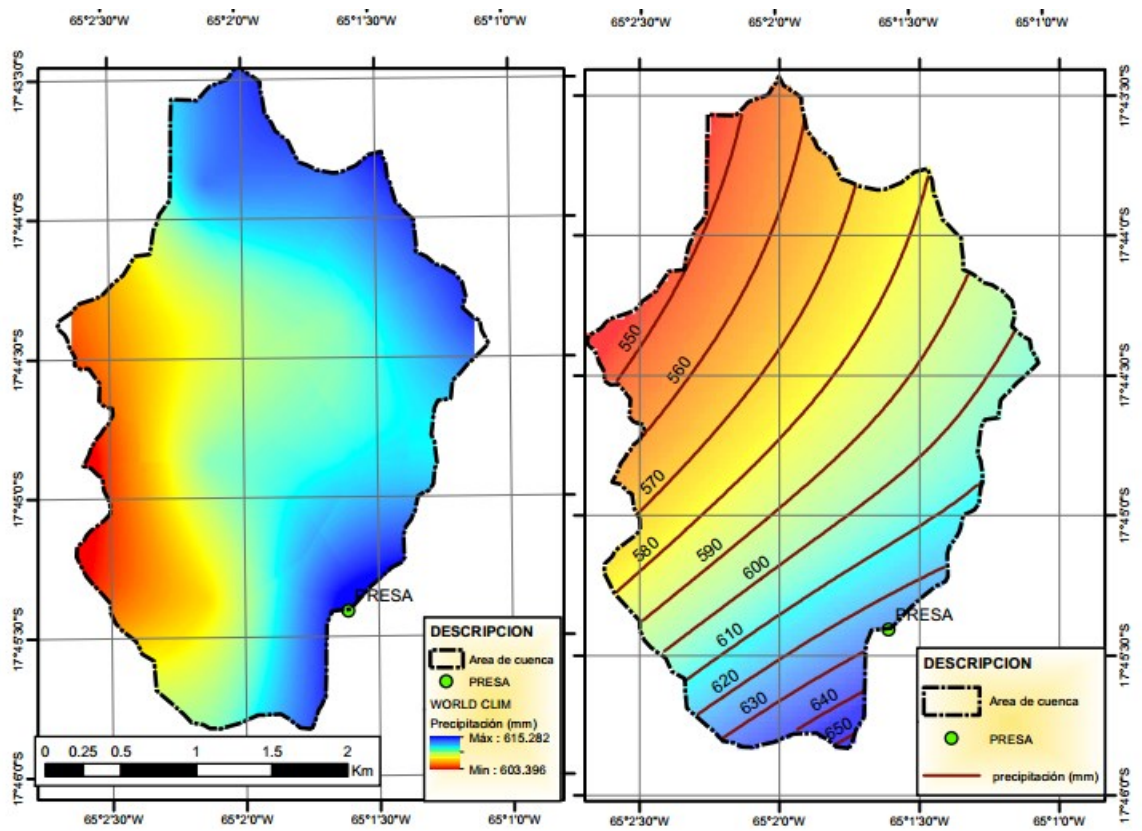 65°2'30"W 65°2'0"W 65°1'30"W 65°1'0"W
17°43'30"S
17°44'0"S
17°44'30"S
17°45'0"S
17°45'30"S
17°46'0"S
PRESA
DESCRIPCION
Area de cuenca
PRESA
WORLD CLIM
Precipitación (mm)
Máx : 615.282
Min : 603.396
0 0.25 0.5 1 1.5 2
Km
65°2'30"W 65°2'0"W 65°1'30"W 65°1'0"W
65°2'30"W 65°2'0"W 65°1'30"W 65°1'0"W
550
560
570
580
590
600
610
620
630
640
650
PRESA
DESCRIPCION
Area de cuenca
PRESA
precipitación (mm)
17°43'30"S
17°44'0"S
17°44'30"S
17°45'0"S
17°45'30"S
17°46'0"S
65°2'30"W 65°2'0"W 65°1'30"W 65°1'0"W